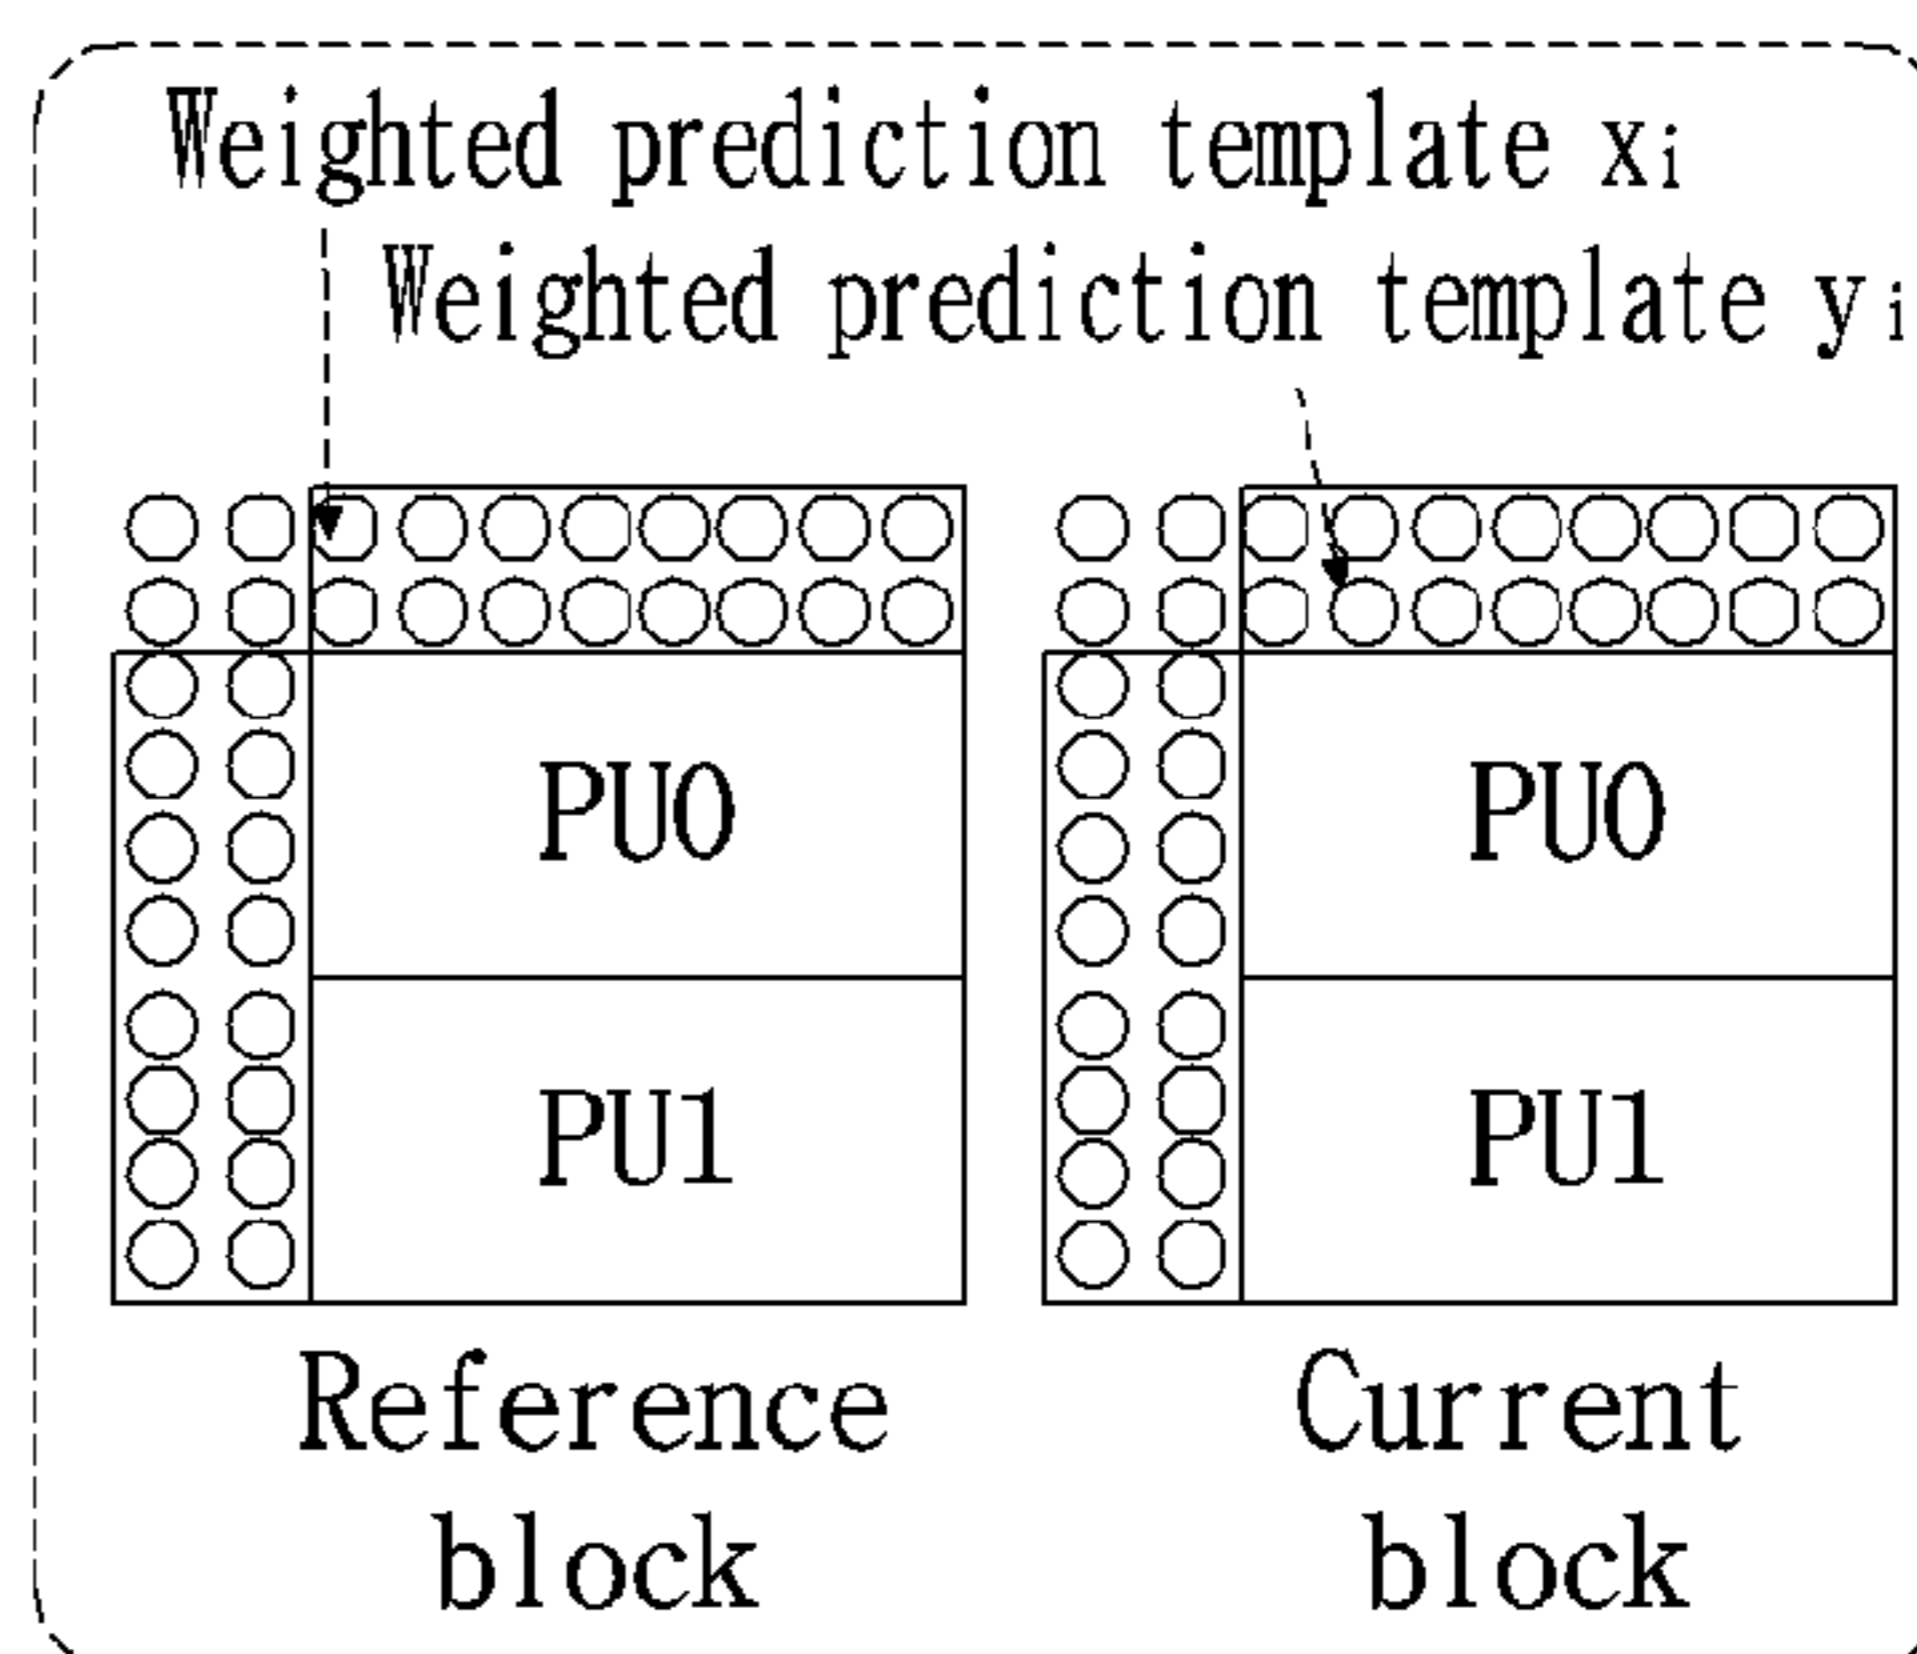 Weighted prediction template xi
Weighted prediction template yi
PU0
PU0
PU1
PU1
Reference block
Current block